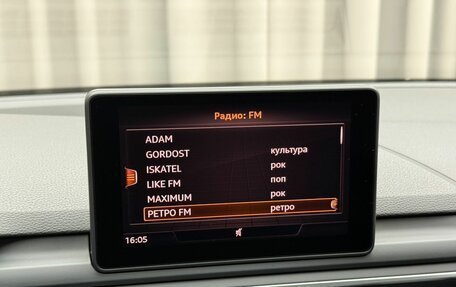 Радио: FM
ADAM
GORDOST культура
ISKATEL рок
LIKE FM поп
MAXIMUM рок
РЕТРО FM ретро
16:05